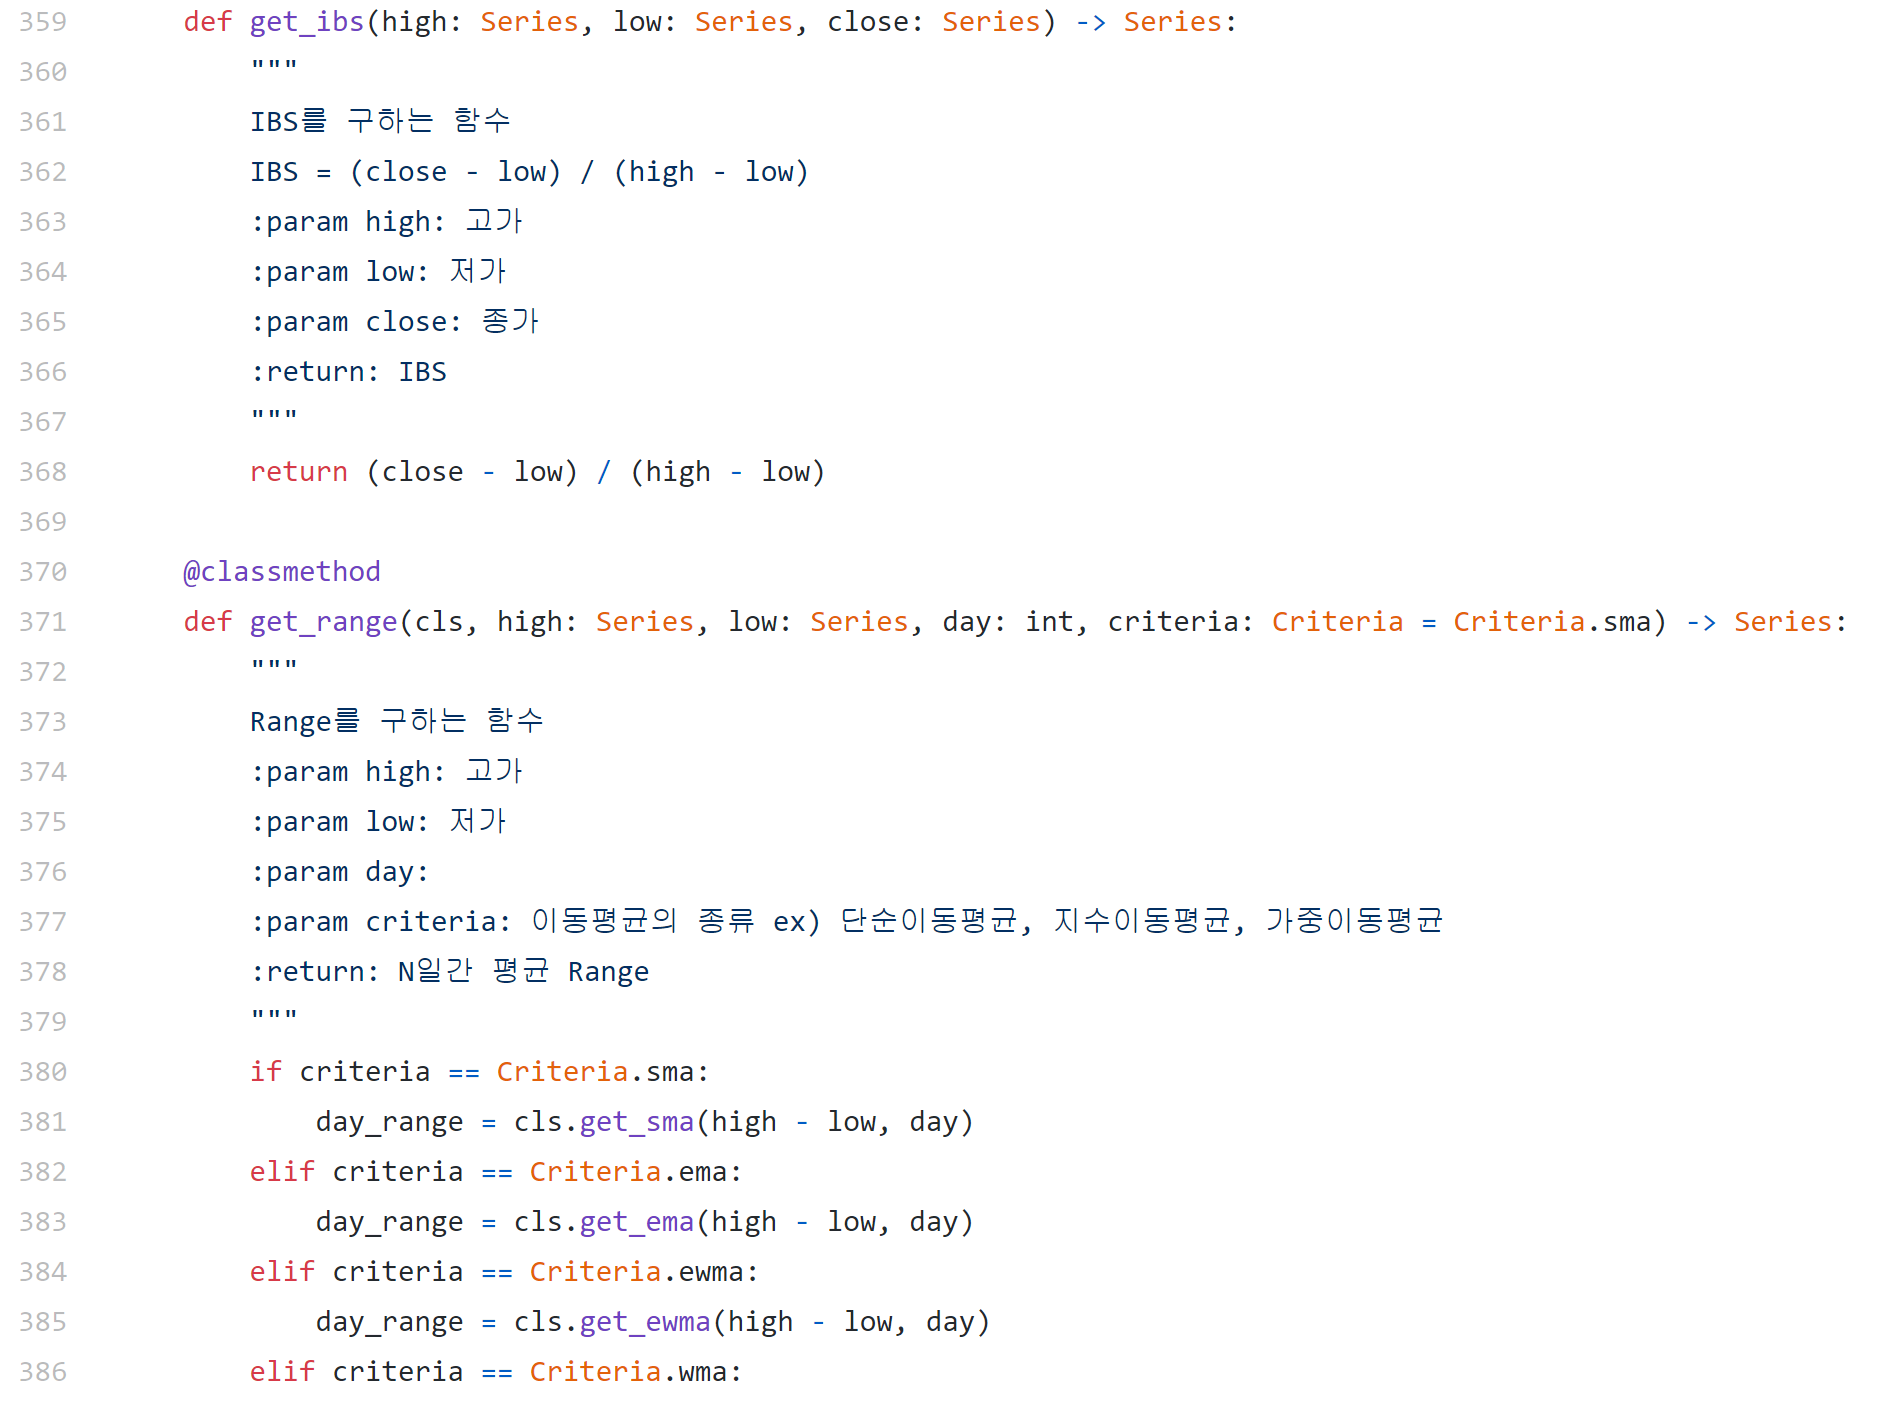 359 def get_ibs(high: Series, low: Series, close: Series) -> Series:
360 """
361 IBS를 구하는 함수
362 IBS = (close - low) / (high - low)
363 :param high: 고가
364 :param low: 저가
365 :param close: 종가
366 :return: IBS
367 """
368 return (close - low) / (high - low)
369
370 @classmethod
371 def get_range(cls, high: Series, low: Series, day: int, criteria: Criteria = Criteria.sma) -> Series:
372 """
373 Range를 구하는 함수
374 :param high: 고가
375 :param low: 저가
376 :param day:
377 :param criteria: 이동평균의 종류 ex) 단순이동평균, 지수이동평균, 가중이동평균
378 :return: N일간 평균 Range
379 """
380 if criteria == Criteria.sma:
381 day_range = cls.get_sma(high - low, day)
382 elif criteria == Criteria.ema:
383 day_range = cls.get_ema(high - low, day)
384 elif criteria == Criteria.ewma:
385 day_range = cls.get_ewma(high - low, day)
386 elif criteria == Criteria.wma: